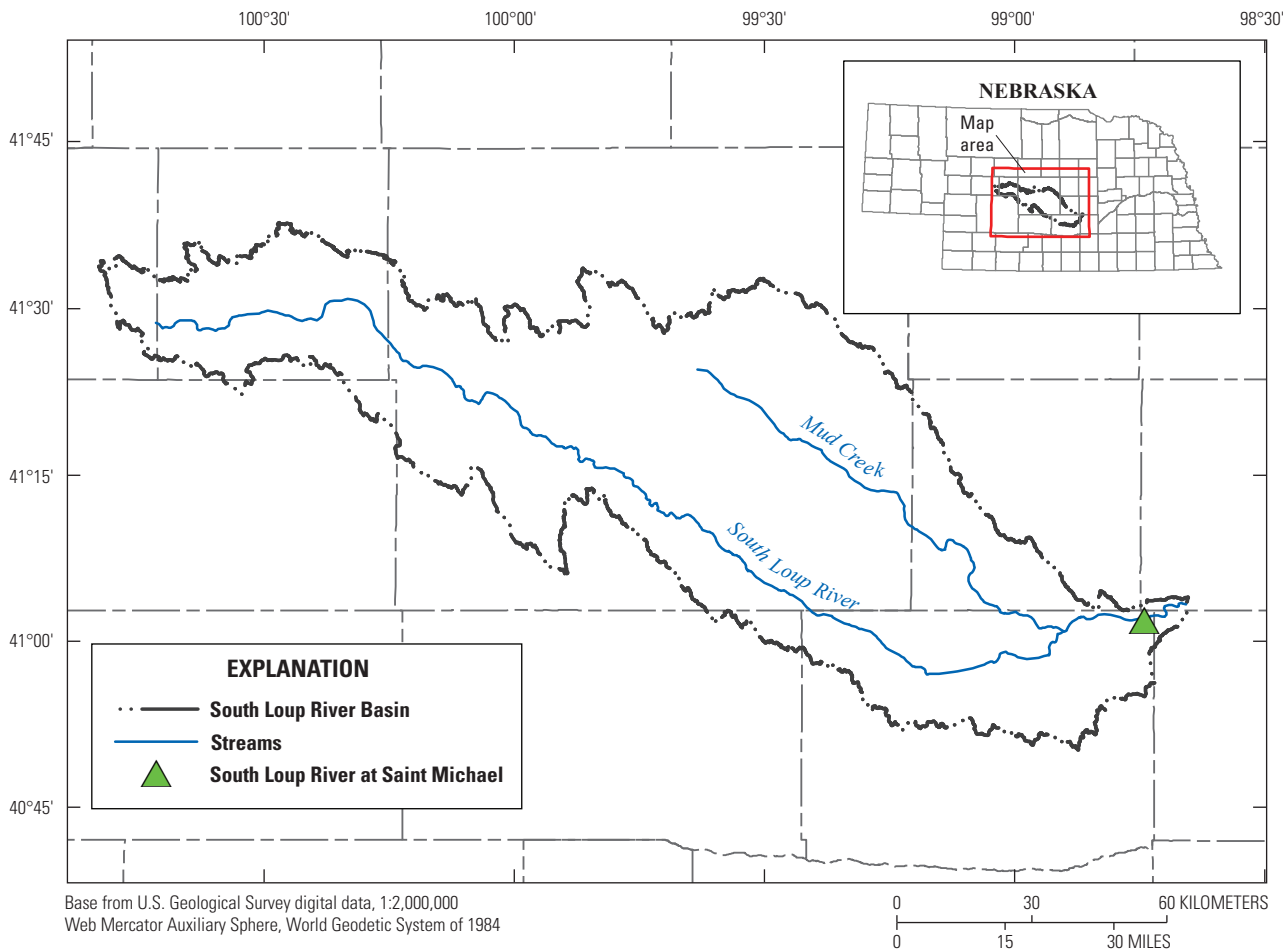 100°30' 100°00' 99°30' 99°00' 98°30'
41°45'
41°30'
41°15'
41°00'
40°45'
NEBRASKA
Map
area
Mud Creek
South Loup River
EXPLANATION
South Loup River Basin
Streams
South Loup River at Saint Michael
Base from U.S. Geological Survey digital data, 1:2,000,000
Web Mercator Auxiliary Sphere, World Geodetic System of 1984
0 30 60 KILOMETERS
0 15 30 MILES